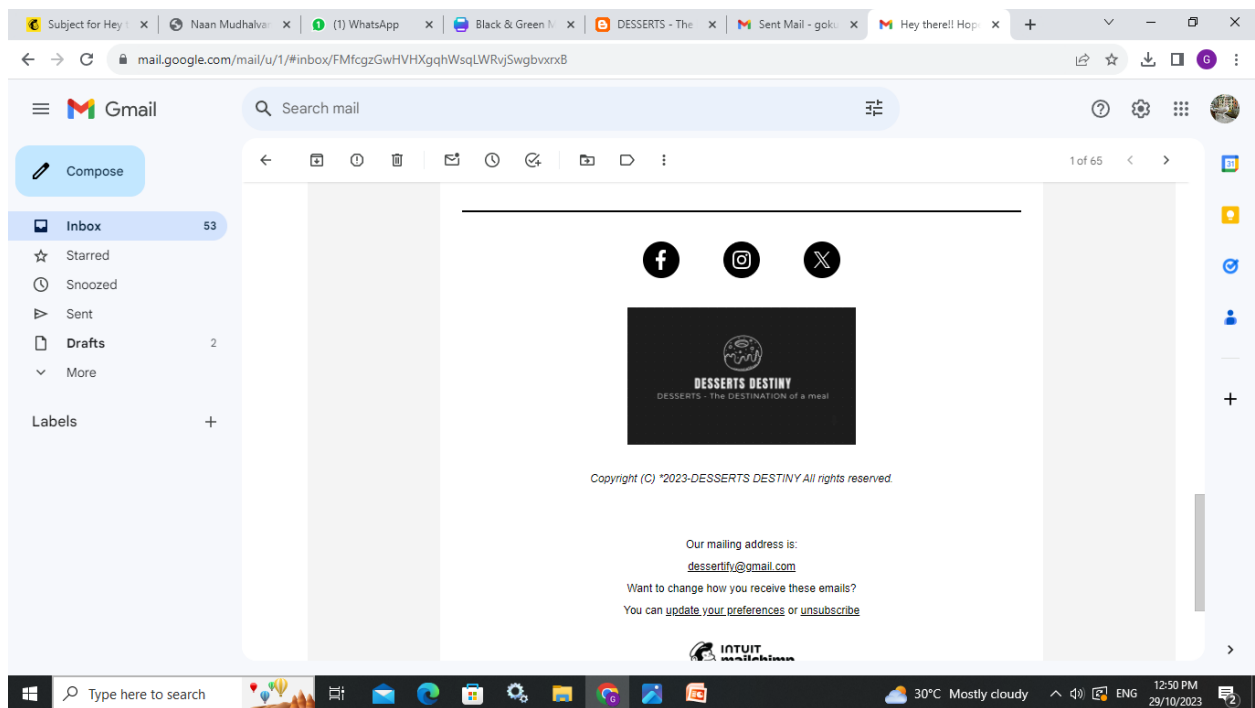 Subject for Hey t
Naan Mudhalvan
(1) WhatsApp
Black & Green M
DESSERTS - The
Sent Mail - goku
Hey there!! Hop
mail.google.com/mail/u/1/#inbox/FMfcgzGwHVHXgqhWsqLWRvjSwgbvxrxB
G
Gmail
Search mail
Compose
1 of 65
31
Inbox 53
Starred
Snoozed
Sent
Drafts 2
More
Labels
DESSERTS DESTINY
DESSERTS - The DESTINATION of a meal
Copyright (C) *2023-DESSERTS DESTINY All rights reserved.
Our mailing address is:
dessertify@gmail.com
Want to change how you receive these emails?
You can update your preferences or unsubscribe
INTUIT
mailchimp
Type here to search
30°C Mostly cloudy
ENG
12:50 PM
29/10/2023
2